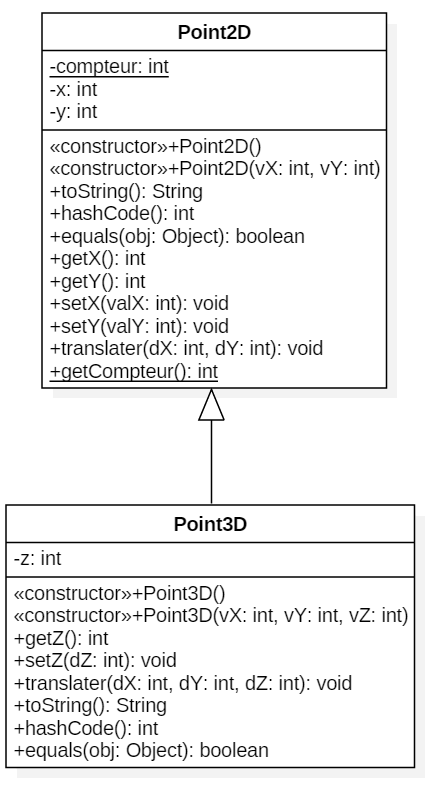 Point2D
-compteur: int
-x: int
-y: int
«constructor»+Point2D()
«constructor»+Point2D(vX: int, vY: int)
+toString(): String
+hashCode(): int
+equals(obj: Object): boolean
+getX(): int
+getY(): int
+setX(valX: int): void
+setY(valY: int): void
+translater(dX: int, dY: int): void
+getCompteur(): int
Point3D
-z: int
«constructor»+Point3D()
«constructor»+Point3D(vX: int, vY: int, vZ: int)
+getZ(): int
+setZ(dZ: int): void
+translater(dX: int, dY: int, dZ: int): void
+toString(): String
+hashCode(): int
+equals(obj: Object): boolean